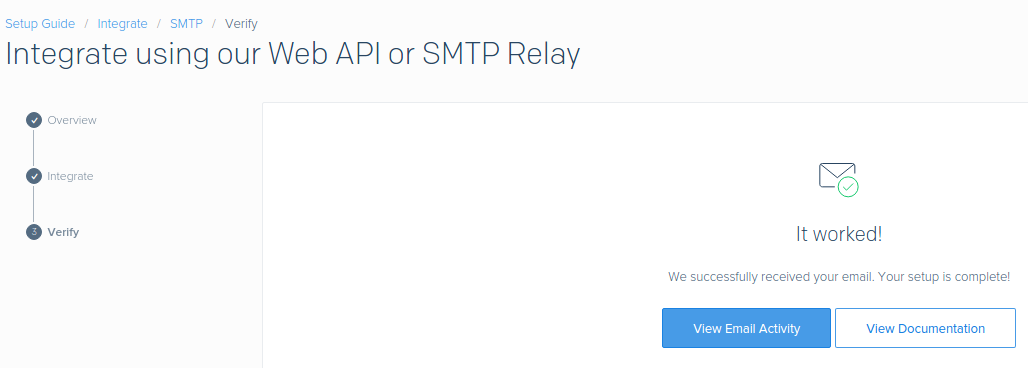 Setup Guide / Integrate / SMTP / Verify
Integrate using our Web API or SMTP Relay
Overview
Integrate
3 Verify
It worked!
We successfully received your email. Your setup is complete!
View Email Activity View Documentation